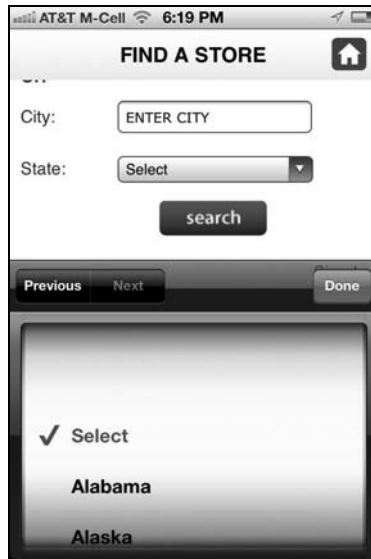 AT&T M-Cell 6:19 PM
FIND A STORE
City: ENTER CITY
State: Select
search
Previous Next Done
✓ Select
Alabama
Alaska